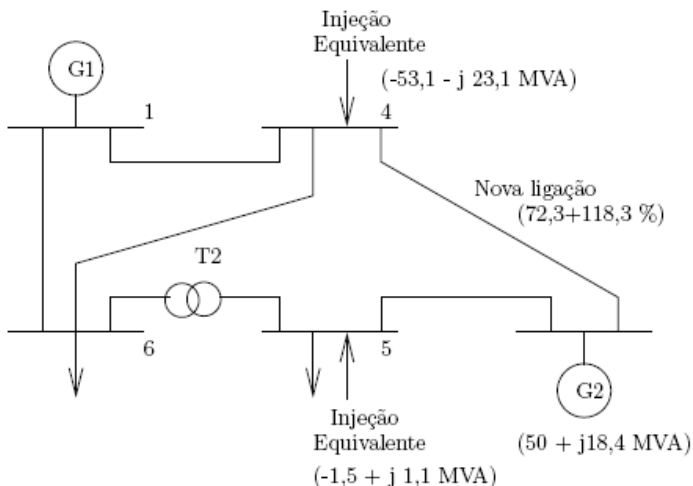 Injeção
Equivalente
(-53,1 - j 23,1 MVA)
G1
1
4
Nova ligação
(72,3+118,3 %)
T2
6
5
G2
Injeção
Equivalente
(-1,5 + j 1,1 MVA)
(50 + j18,4 MVA)